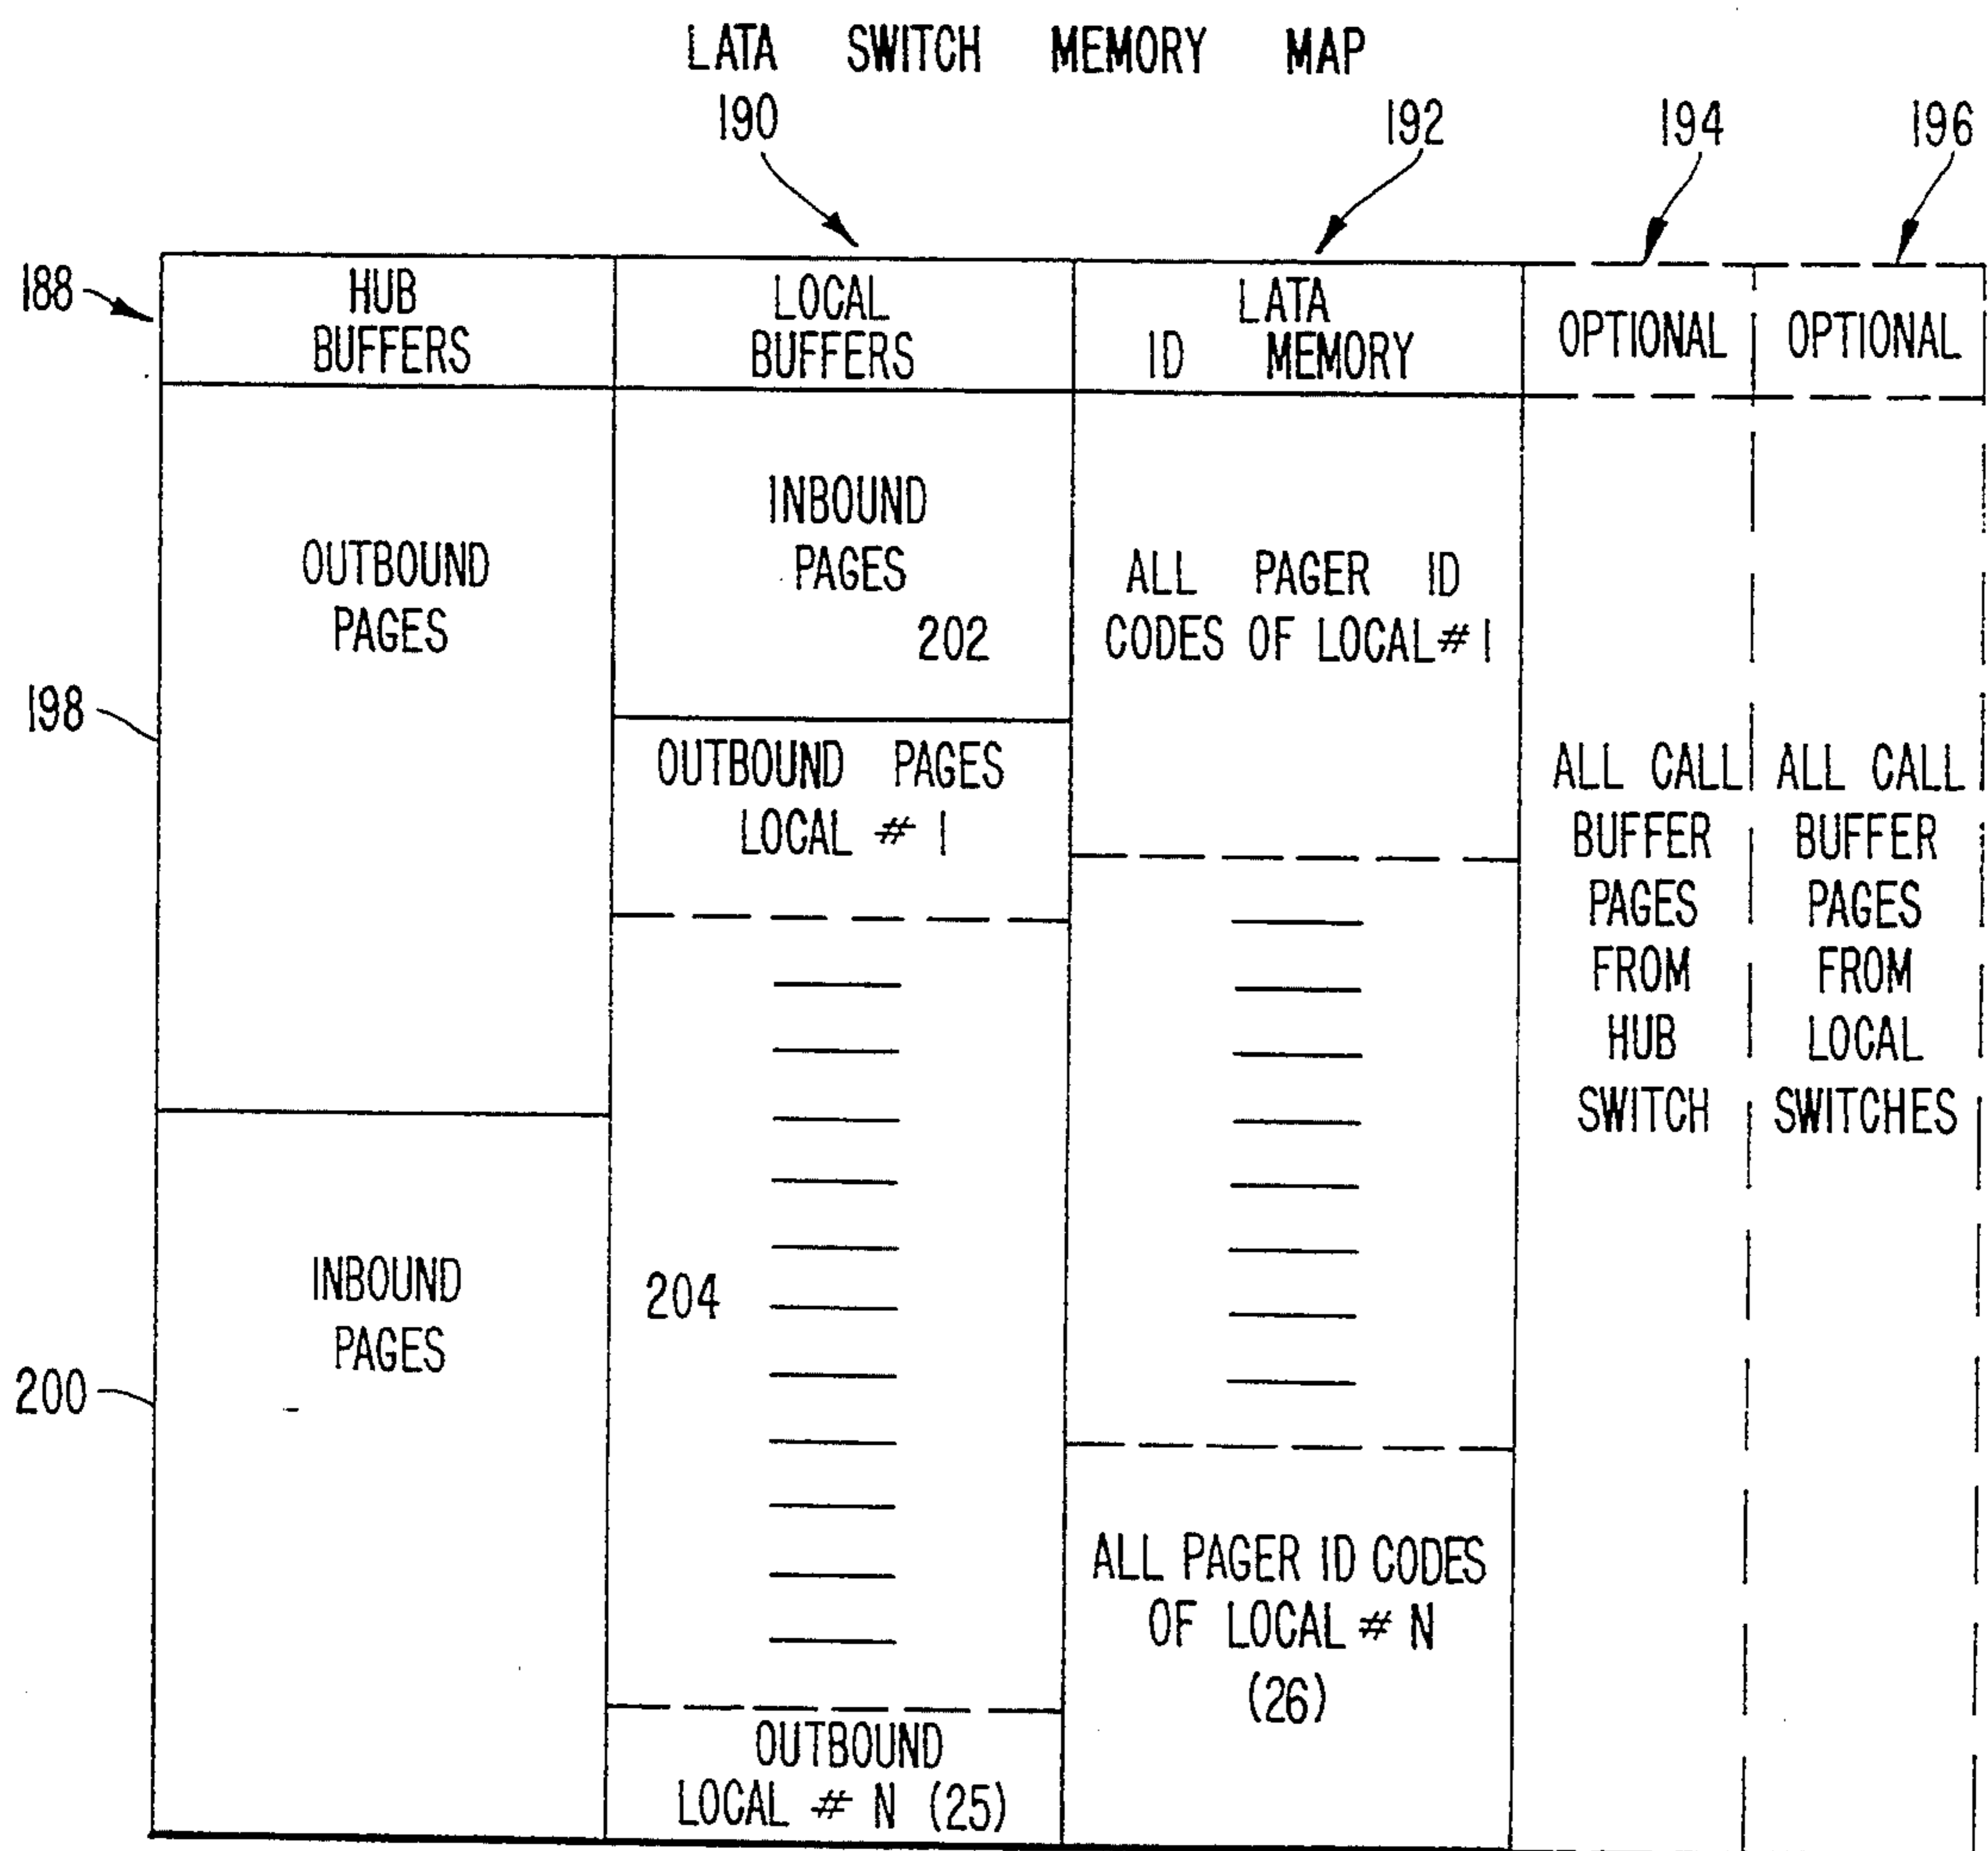 LATA SWITCH MEMORY MAP
190
192
194
196
188
HUB
BUFFERS
LOCAL
BUFFERS
LATA
ID MEMORY
OPTIONAL
OPTIONAL
OUTBOUND
PAGES
INBOUND
PAGES
202
ALL PAGER ID
CODES OF LOCAL # 1
198
OUTBOUND PAGES
LOCAL # 1
ALL CALL
BUFFER
PAGES
FROM
HUB
SWITCH
ALL CALL
BUFFER
PAGES
FROM
LOCAL
SWITCHES
INBOUND
PAGES
204
200
ALL PAGER ID CODES
OF LOCAL # N
(26)
OUTBOUND
LOCAL # N (25)